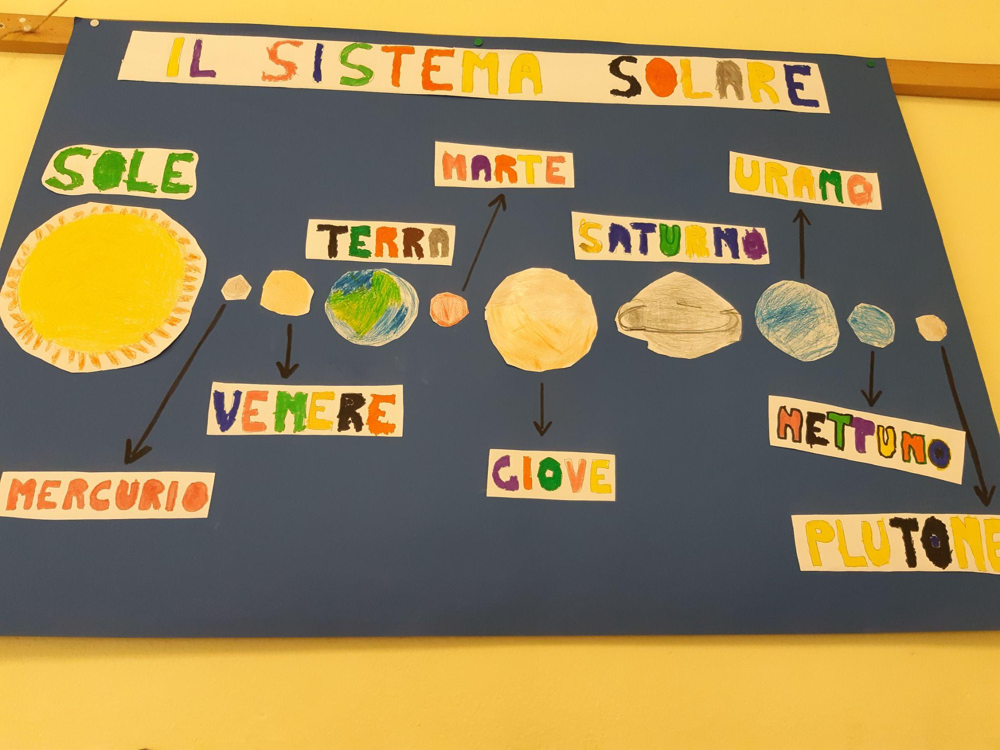 IL SISTEMA SOLARE
SOLE
MARTE
URANO
TERRA
SATURNO
VENERE
NETTUNO
GIOVE
MERCURIO
PLUTONE